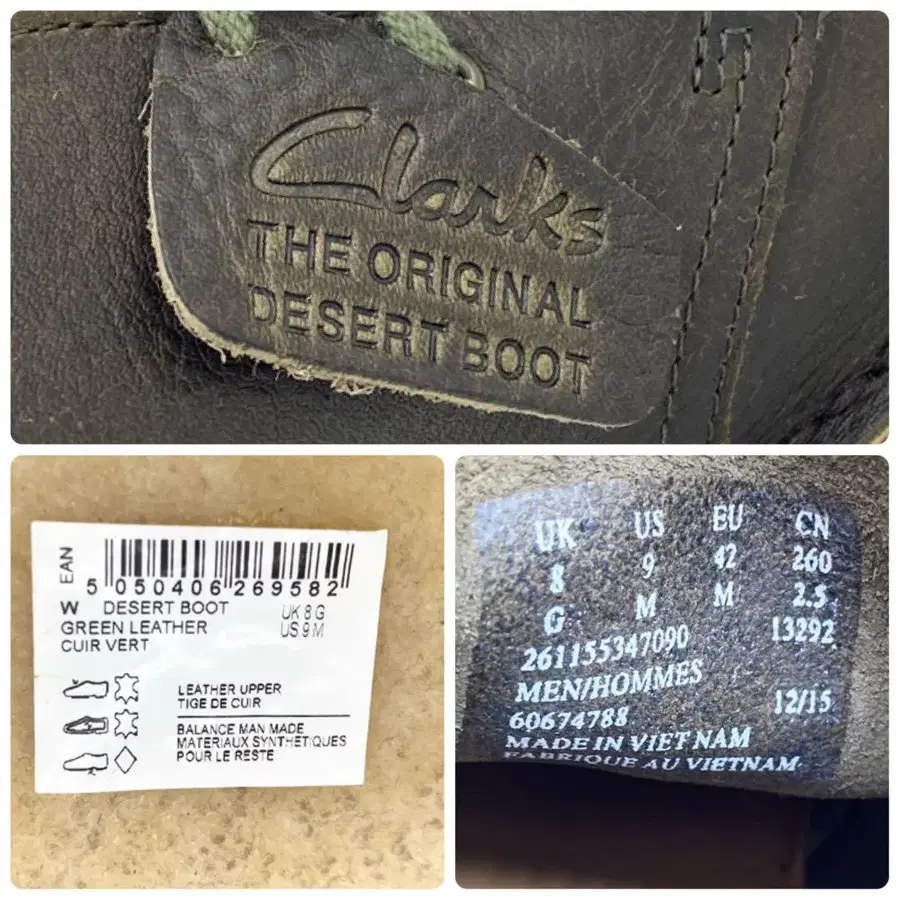 Clarks
THE ORIGINAL
DESERT BOOT
EAN
5 050406 269582
W DESERT BOOT UK 8 G
GREEN LEATHER US 9 M
CUIR VERT
LEATHER UPPER
TIGE DE CUIR
BALANCE MAN MADE
MATERIAUX SYNTHETIQUES
POUR LE RESTE
UK US EU CN
8 9 42 260
G M M 2.5
261155347090 13292
MEN/HOMMES
60674788 12/15
MADE IN VIET NAM
FABRIQUE AU VIETNAM